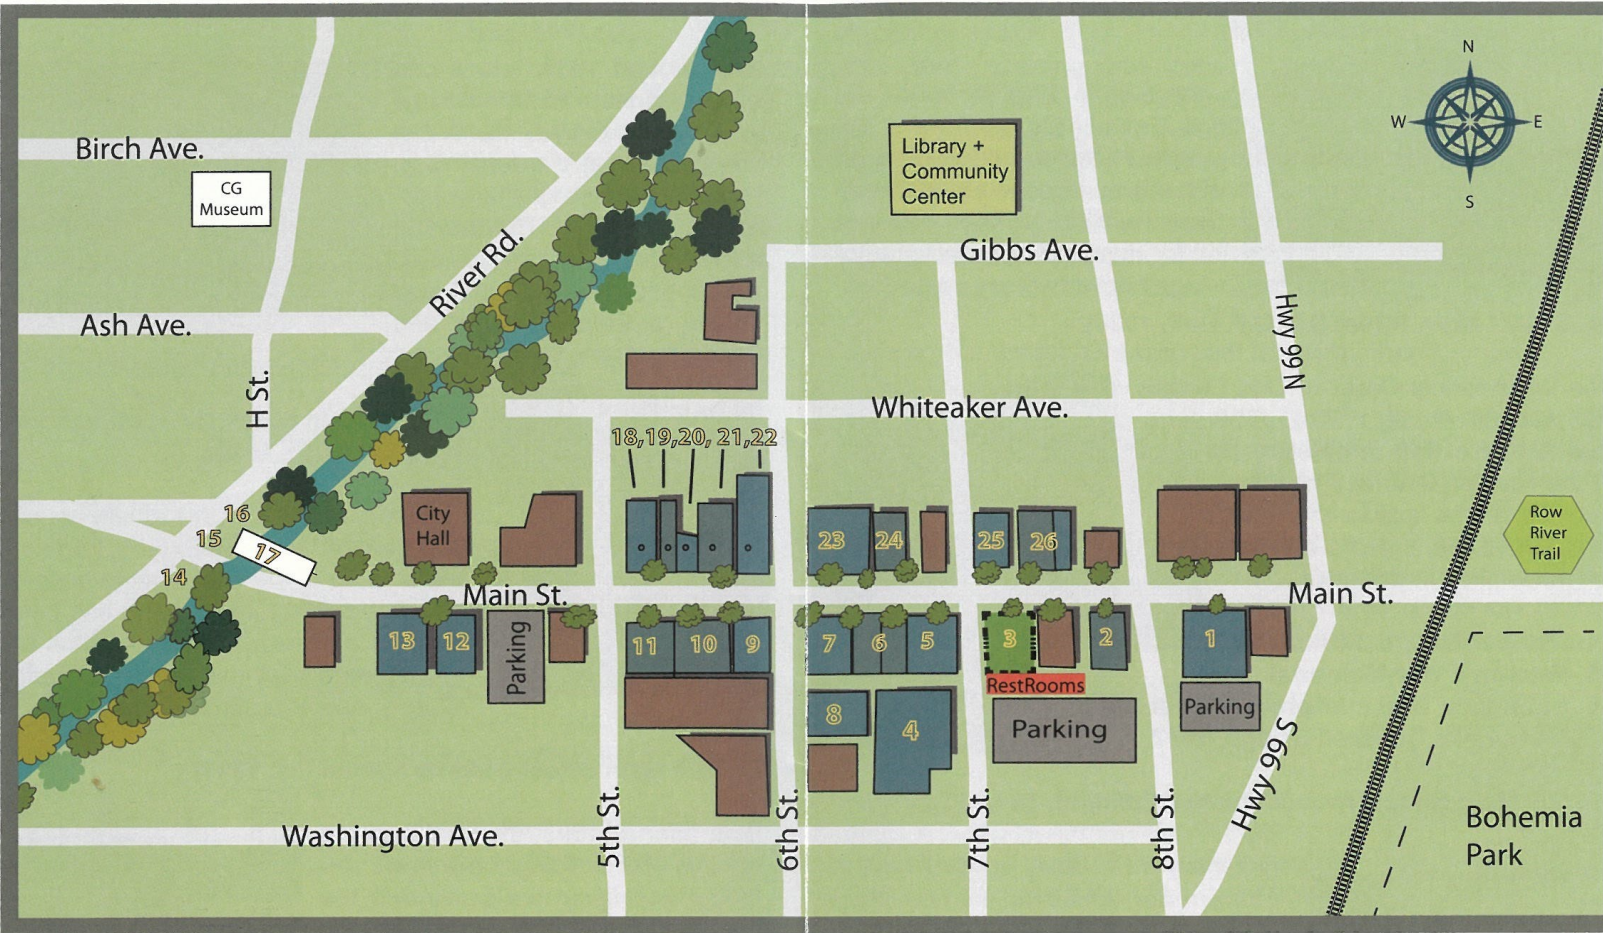 N
W
E
S
Birch Ave.
CG
Museum
Library +
Community
Center
River Rd.
Gibbs Ave.
Ash Ave.
Hwy 99 N
H St.
Whiteaker Ave.
18,19,20, 21,22
City
Hall
16
15
17
14
23
24
25
26
Row
River
Trail
Main St.
Main St.
13
12
Parking
11
10
9
7
6
5
3
2
1
RestRooms
8
4
Parking
Parking
Hwy 99 S
Washington Ave.
5th St.
6th St.
7th St.
8th St.
Bohemia
Park